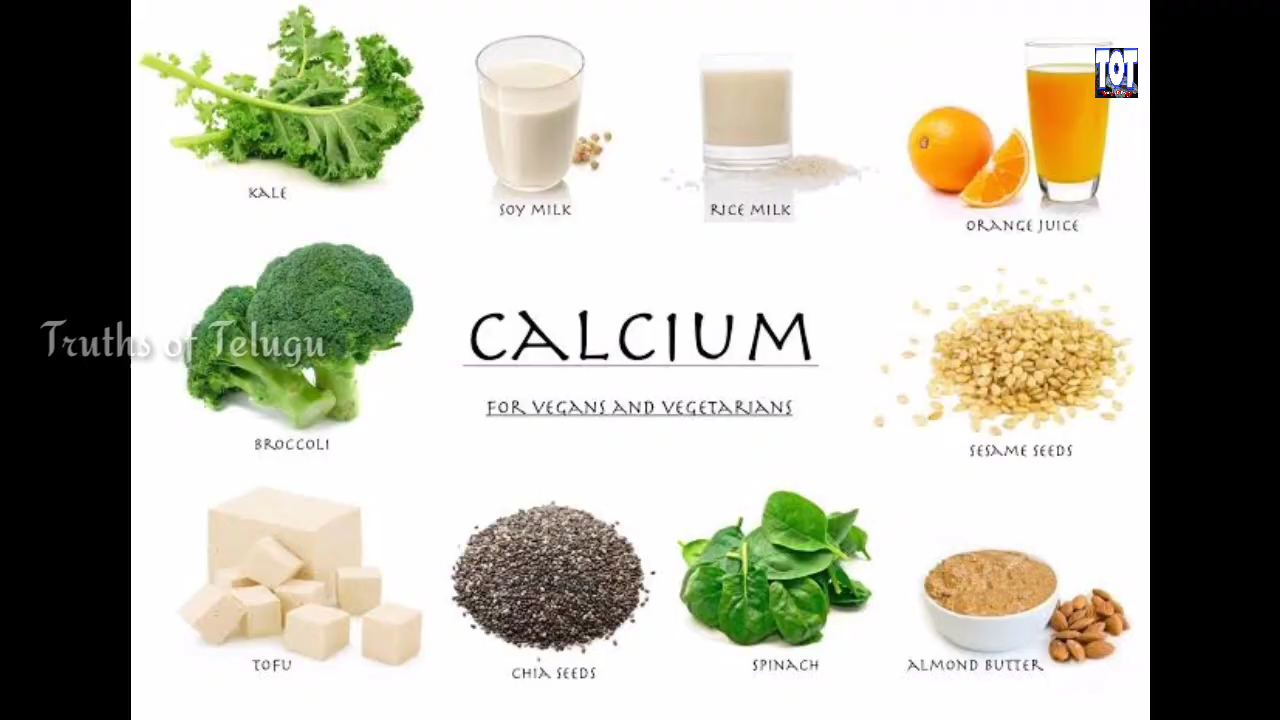 TOT
KALE
SOY MILK
RICE MILK
ORANGE JUICE
Truths of Telugu
BROCCOLI
CALCIUM
FOR VEGANS AND VEGETARIANS
SESAME SEEDS
TOFU
CHIA SEEDS
SPINACH
ALMOND BUTTER